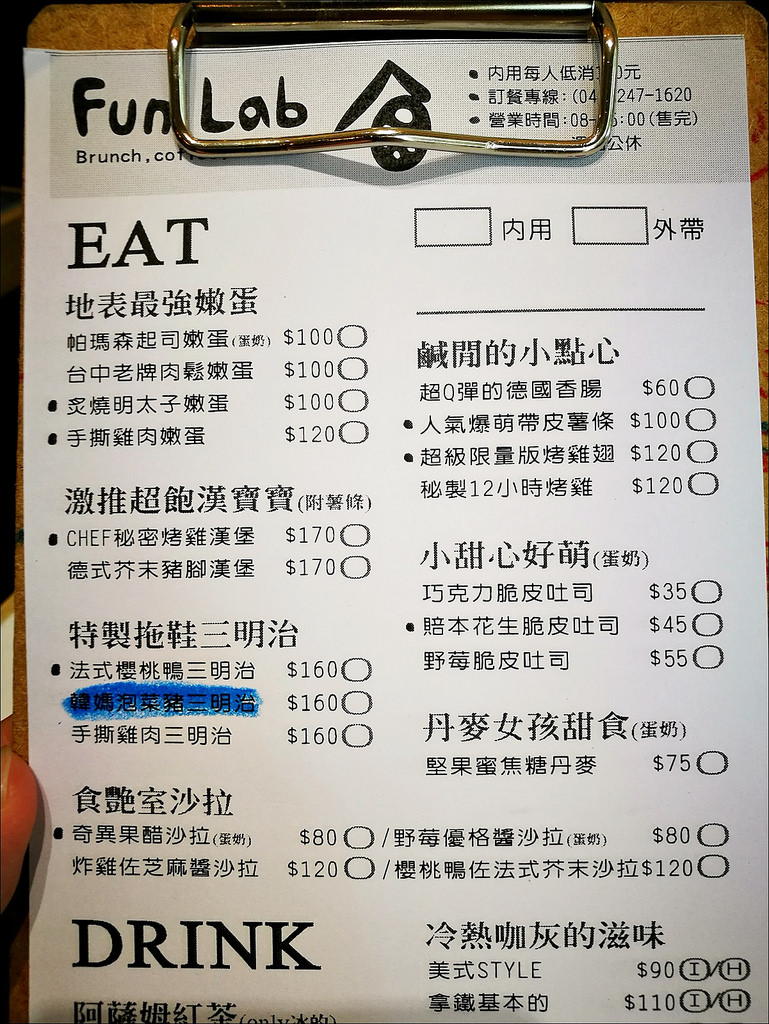 Fun Lab
Brunch,cof
內用每人低消
訂餐專線:(04 247-1620
營業時間:08- :00(售完)
公休
EAT
內用 外帶
地表最強嫩蛋
帕瑪森起司嫩蛋(蛋奶) $100
台中老牌肉鬆嫩蛋 $100
• 炙燒明太子嫩蛋 $100
• 手撕雞肉嫩蛋 $120
激推超飽漢寶寶(附薯條)
• CHEF秘密烤雞漢堡 $170
德式芥末豬腳漢堡 $170
特製拖鞋三明治
• 法式櫻桃鴨三明治 $160
韓媽泡菜豬三明治 $160
手撕雞肉三明治 $160
鹹閒的小點心
超Q彈的德國香腸 $60
• 人氣爆萌帶皮薯條 $100
• 超級限量版烤雞翅 $120
秘製12小時烤雞 $120
小甜心好萌(蛋奶)
巧克力脆皮吐司 $35
• 賠本花生脆皮吐司 $45
野莓脆皮吐司 $55
丹麥女孩甜食(蛋奶)
堅果蜜焦糖丹麥 $75
食艷室沙拉
• 奇異果醋沙拉(蛋奶) $80 /野莓優格醬沙拉(蛋奶) $80
炸雞佐芝麻醬沙拉 $120 /櫻桃鴨佐法式芥末沙拉$120
DRINK
阿薩姆紅茶(only冰的)
冷熱咖灰的滋味
美式STYLE $90 I/H
拿鐵基本的 $110 I/H